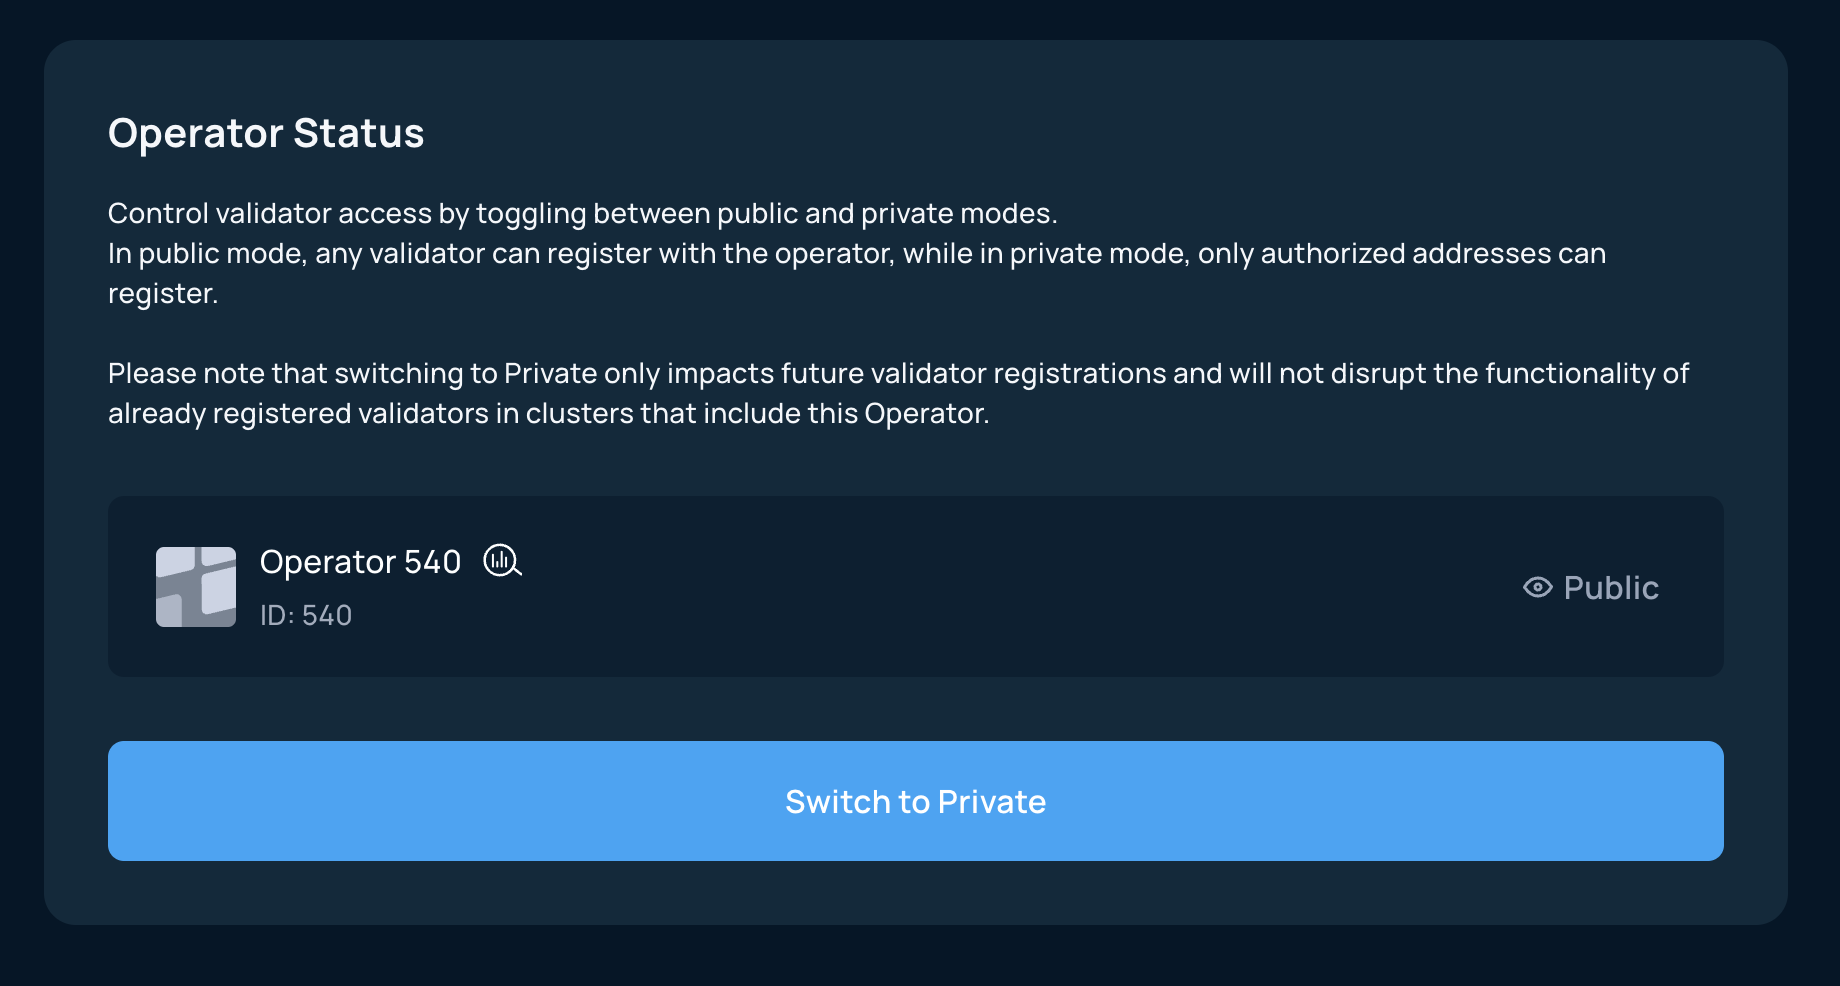 Operator Status
Control validator access by toggling between public and private modes.
In public mode, any validator can register with the operator, while in private mode, only authorized addresses can
register.
Please note that switching to Private only impacts future validator registrations and will not disrupt the functionality of
already registered validators in clusters that include this Operator.
Operator 540
ID: 540
Public
Switch to Private